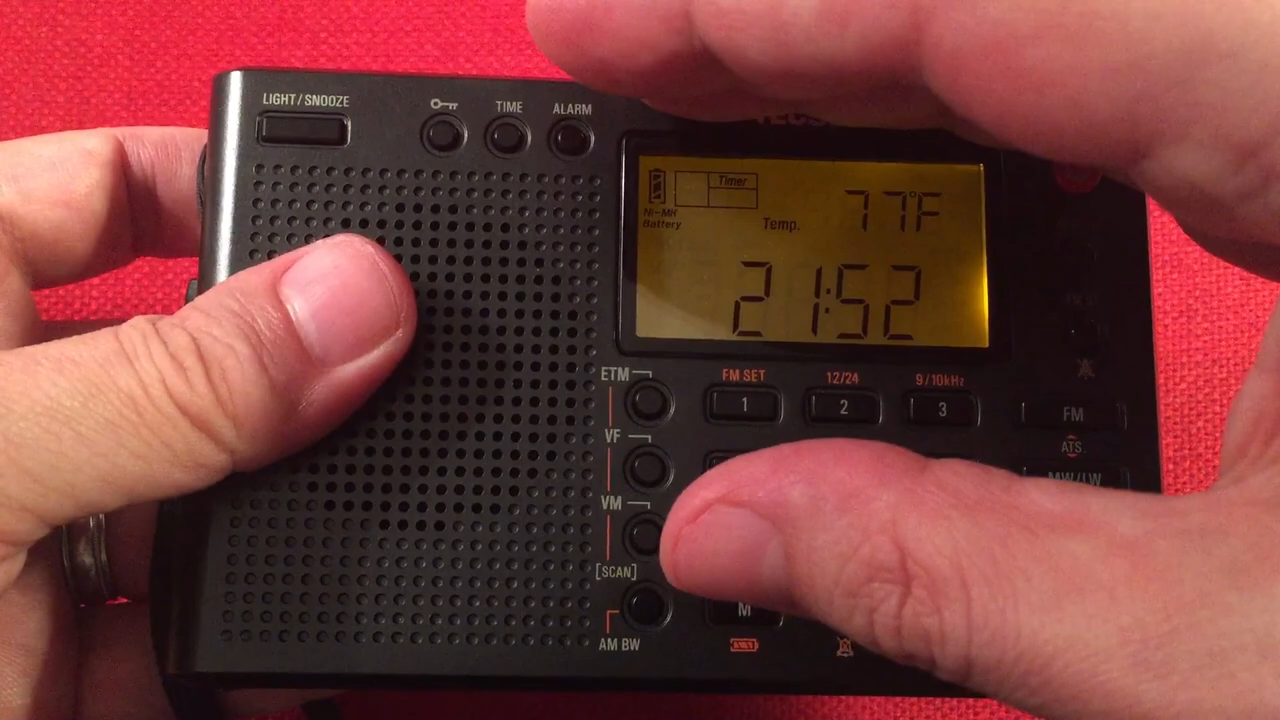 LIGHT/SNOOZE
TIME
ALARM
Timer
Ni-MH
Battery
Temp.
77°F
21:52
ETM
FM SET
12/24
9/10kHz
1
2
3
FM
VF
ATS
MW/LW
VM
[SCAN]
M
AM BW